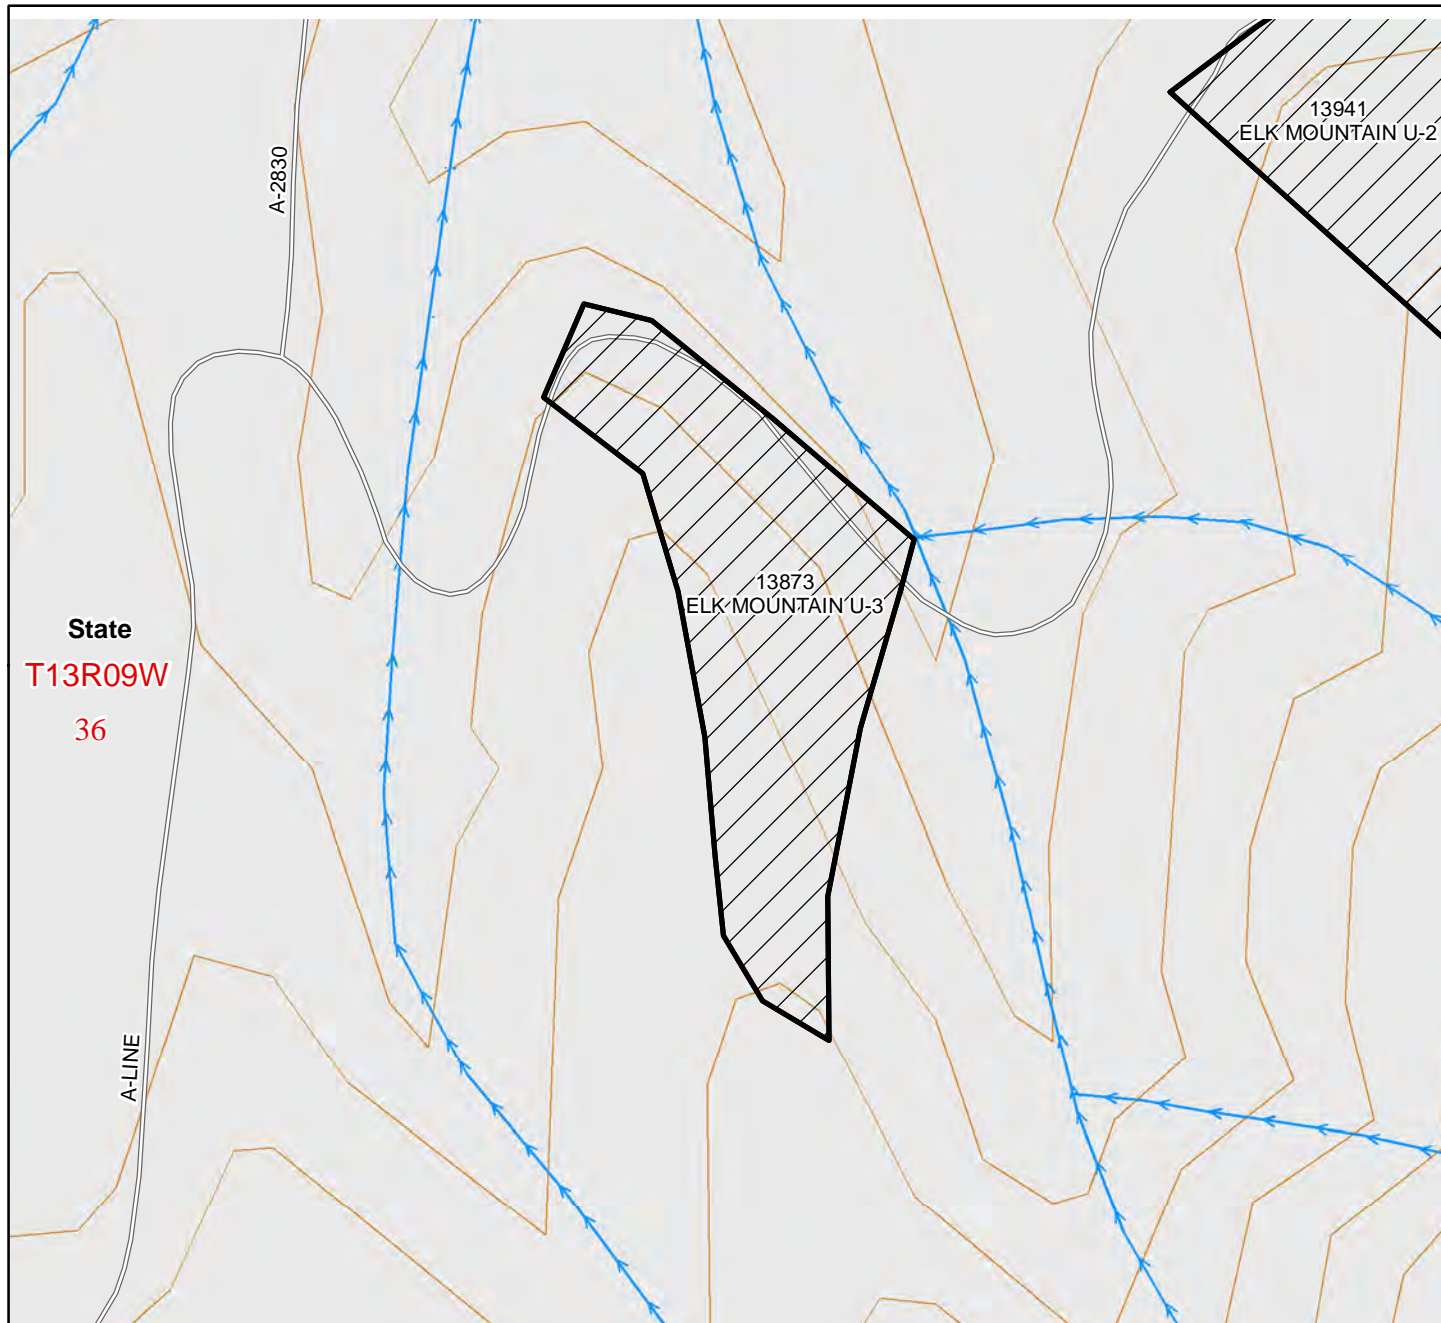 13941
ELK MOUNTAIN U-2
A-2830
13873
ELK MOUNTAIN U-3
State
T13R09W
36
A-LINE